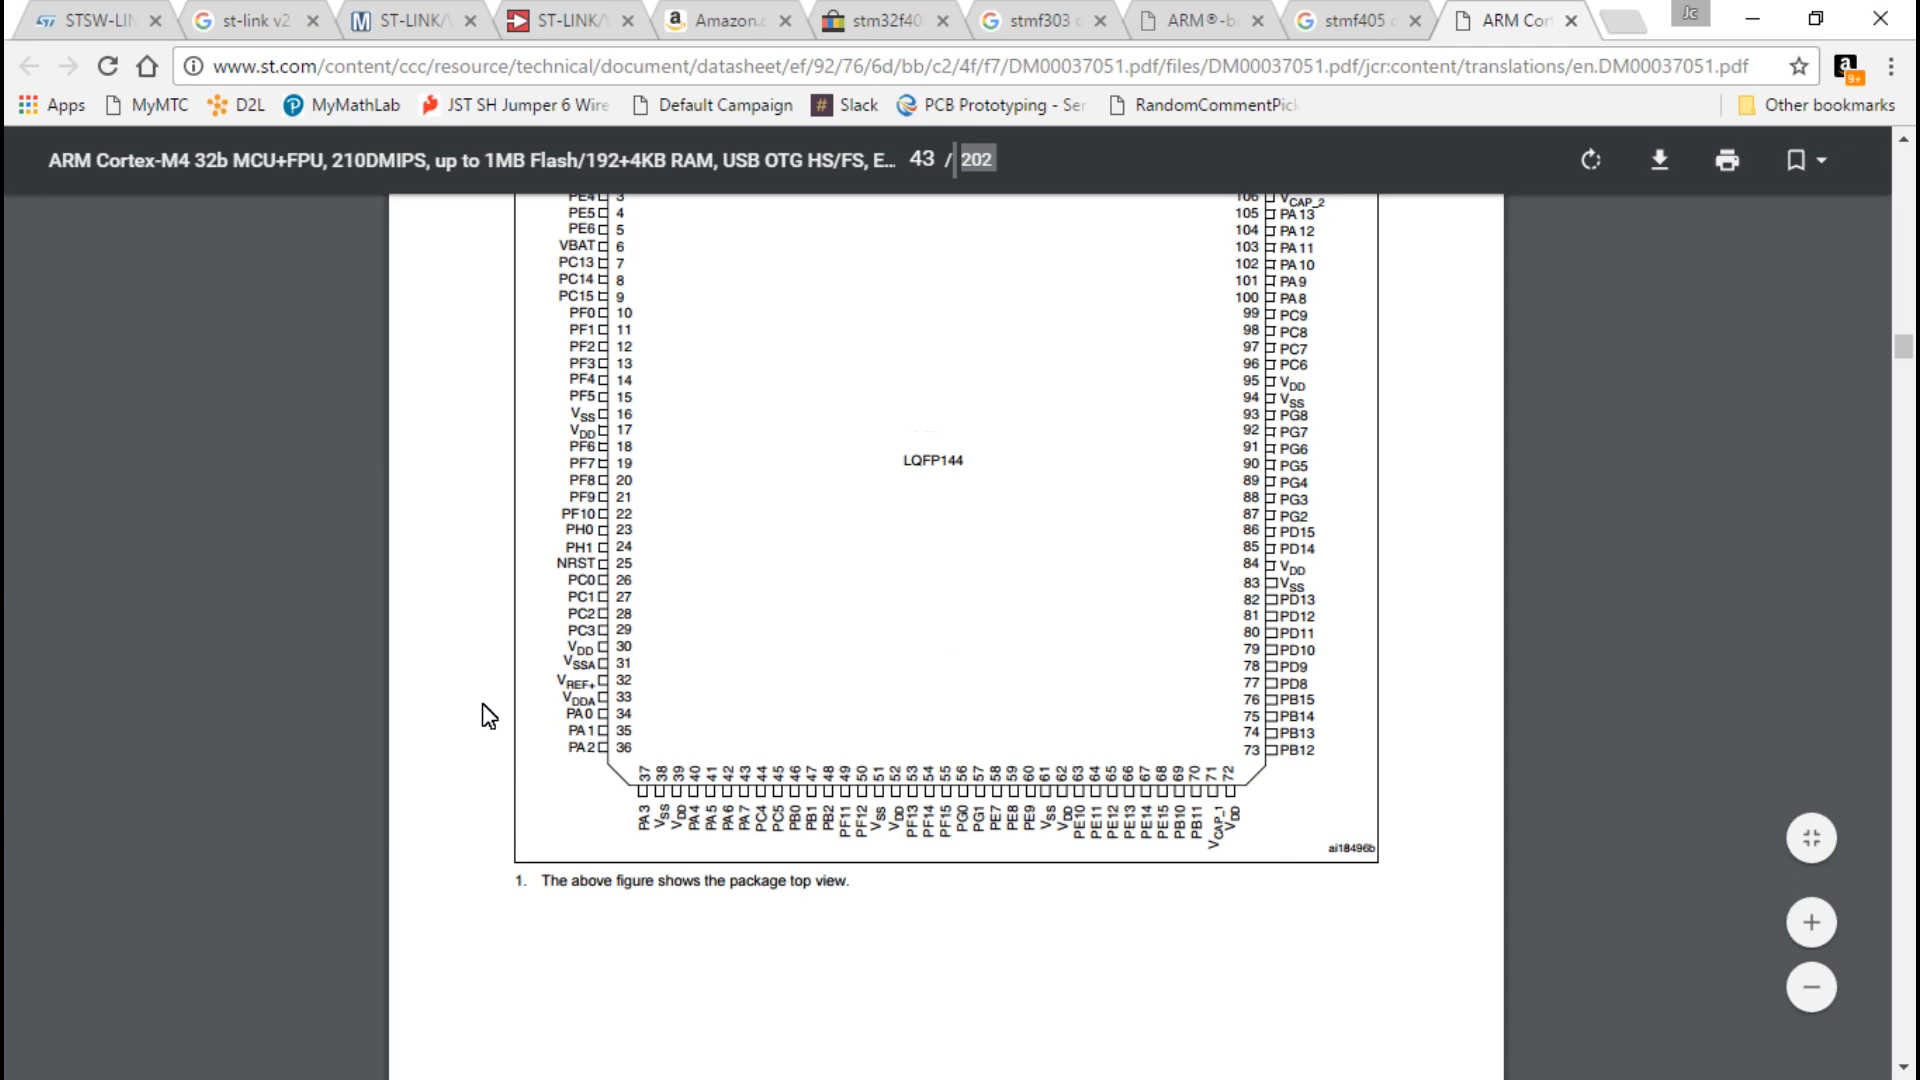 STSW-LIN
st-link v2
ST-LINK/
ST-LINK/
Amazon.c
stm32f40
stmf303 c
ARM®-ba
stmf405 c
ARM Cor
Jc
www.st.com/content/ccc/resource/technical/document/datasheet/ef/92/76/6d/bb/c2/4f/f7/DM00037051.pdf/files/DM00037051.pdf/jcr:content/translations/en.DM00037051.pdf
9+
Apps MyMTC D2L MyMathLab JST SH Jumper 6 Wire Default Campaign Slack PCB Prototyping - Ser RandomCommentPick Other bookmarks
ARM Cortex-M4 32b MCU+FPU, 210DMIPS, up to 1MB Flash/192+4KB RAM, USB OTG HS/FS, E... 43 / 202
PE4 3
PE5 4
PE6 5
VBAT 6
PC13 7
PC14 8
PC15 9
PF0 10
PF1 11
PF2 12
PF3 13
PF4 14
PF5 15
VSS 16
VDD 17
PF6 18
PF7 19
PF8 20
PF9 21
PF10 22
PH0 23
PH1 24
NRST 25
PC0 26
PC1 27
PC2 28
PC3 29
VDD 30
VSSA 31
VREF+ 32
VDDA 33
PA0 34
PA1 35
PA2 36
LQFP144
106 VCAP_2
105 PA13
104 PA12
103 PA11
102 PA10
101 PA9
100 PA8
99 PC9
98 PC8
97 PC7
96 PC6
95 VDD
94 VSS
93 PG8
92 PG7
91 PG6
90 PG5
89 PG4
88 PG3
87 PG2
86 PD15
85 PD14
84 VDD
83 VSS
82 PD13
81 PD12
80 PD11
79 PD10
78 PD9
77 PD8
76 PB15
75 PB14
74 PB13
73 PB12
37 38 39 40 41 42 43 44 45 46 47 48 49 50 51 52 53 54 55 56 57 58 59 60 61 62 63 64 65 66 67 68 69 70 71 72
PA3 VSS VDD PA4 PA5 PA6 PA7 PC4 PC5 PB0 PB1 PB2 PF11 PF12 VSS VDD PF13 PF14 PF15 PG0 PG1 PE7 PE8 PE9 VSS VDD PE10 PE11 PE12 PE13 PE14 PE15 PB10 PB11 VCAP_1 VDD
ai18496b
1. The above figure shows the package top view.